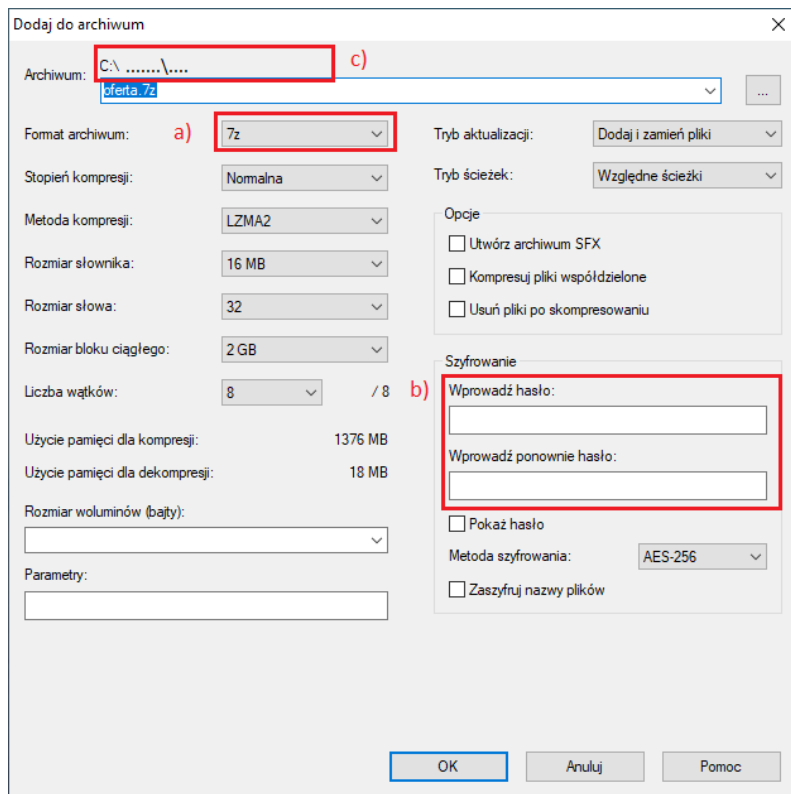 Dodaj do archiwum
Archiwum:
C:\ .......\....
c)
oferta.7z
...
Format archiwum:
a)
7z
Tryb aktualizacji:
Dodaj i zamień pliki
Stopień kompresji:
Normalna
Tryb ścieżek:
Względne ścieżki
Metoda kompresji:
LZMA2
Opcje
Utwórz archiwum SFX
Rozmiar słownika:
16 MB
Kompresuj pliki współdzielone
Rozmiar słowa:
32
Usuń pliki po skompresowaniu
Rozmiar bloku ciągłego:
2 GB
Szyfrowanie
Liczba wątków:
8
/ 8
b)
Wprowadź hasło:
Użycie pamięci dla kompresji:
1376 MB
Wprowadź ponownie hasło:
Użycie pamięci dla dekompresji:
18 MB
Rozmiar woluminów (bajty):
Pokaż hasło
Metoda szyfrowania:
AES-256
Parametry:
Zaszyfruj nazwy plików
OK
Anuluj
Pomoc